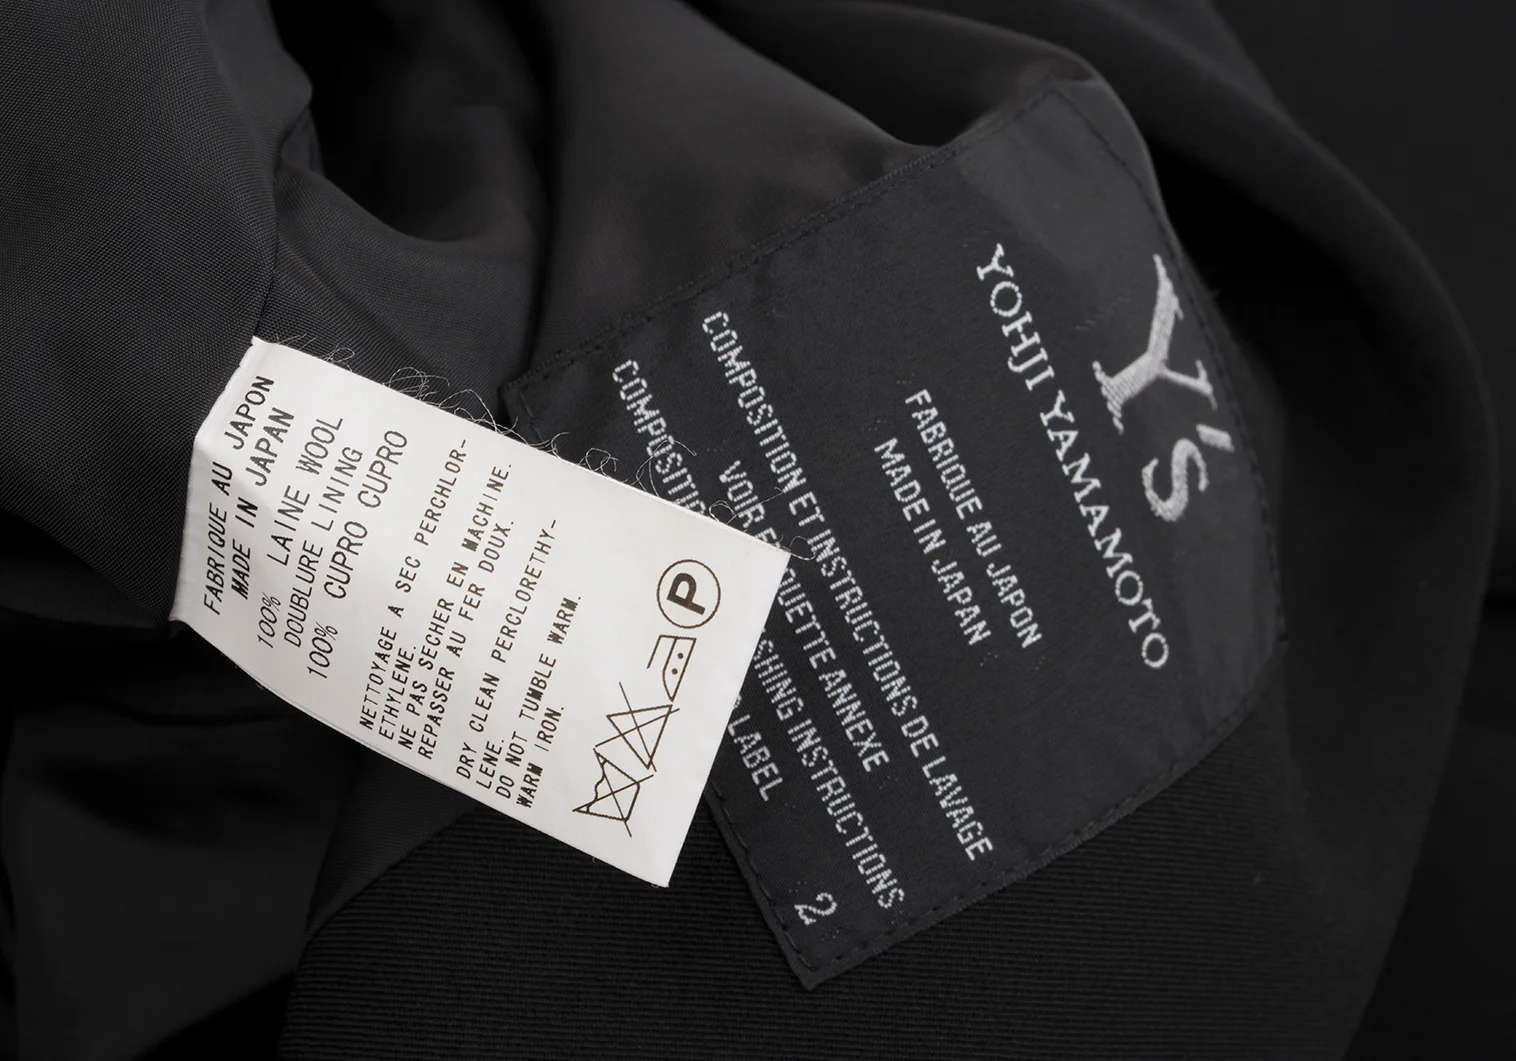 Y's
YOHJI YAMAMOTO
FABRIQUE AU JAPON
MADE IN JAPAN
COMPOSITION ET INSTRUCTIONS DE LAVAGE
VOIR ETIQUETTE ANNEXE
SHING INSTRUCTIONS
LABEL
2
FABRIQUE AU JAPON
MADE IN JAPAN
100% LAINE WOOL
DOUBLURE LINING
100% CUPRO CUPRO
NETTOYAGE A SEC PERCHLOR-
ETHYLENE.
NE PAS SECHER EN MACHINE.
REPASSER AU FER DOUX.
DRY CLEAN PERCLORETHY-
LENE.
DO NOT TUMBLE WARM.
WARM IRON.
P